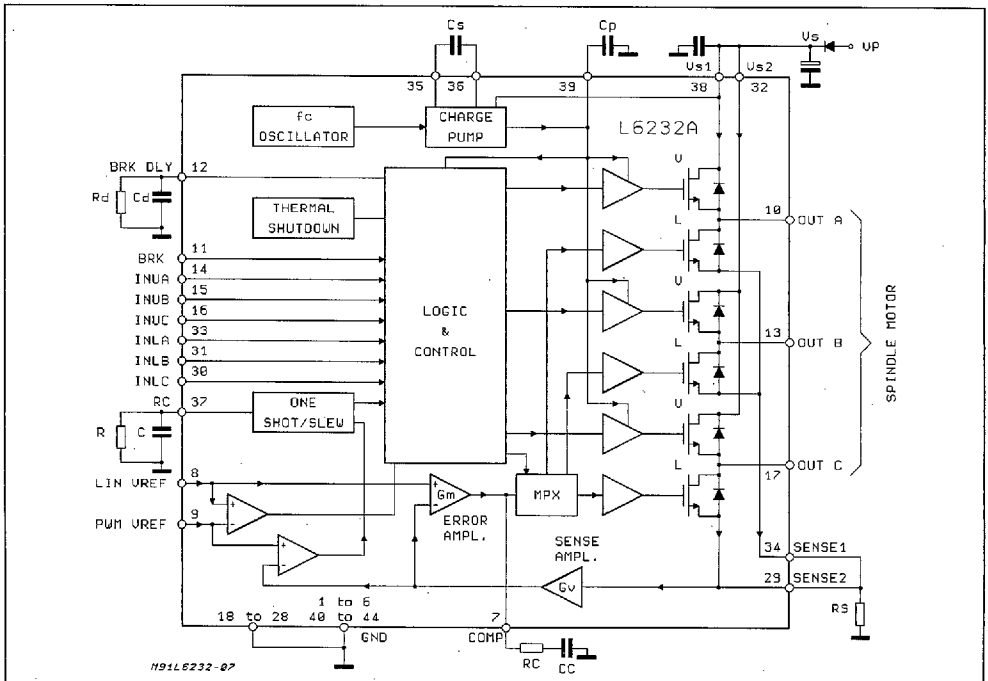 Cs
Cp
Vs
VP
Vs1
Vs2
35
36
39
38
32
fc
OSCILLATOR
CHARGE
PUMP
L6232A
BRK DLY
12
Rd
Cd
THERMAL
SHUTDOWN
U
10
OUT A
L
BRK
11
INUA
14
INUB
15
INUC
16
INLA
33
INLB
31
INLC
30
LOGIC
&
CONTROL
U
13
OUT B
L
SPINDLE MOTOR
RC
37
R
C
ONE
SHOT/SLEW
U
OUT C
17
L
LIN VREF
8
+
-
+
Gm
-
ERROR
AMPL.
MPX
PWM VREF
9
+
-
SENSE
AMPL.
Gv
34
SENSE1
29
SENSE2
RS
1 to 6
18 to 28
40 to 44
GND
7
COMP
RC
CC
M91L6232-07